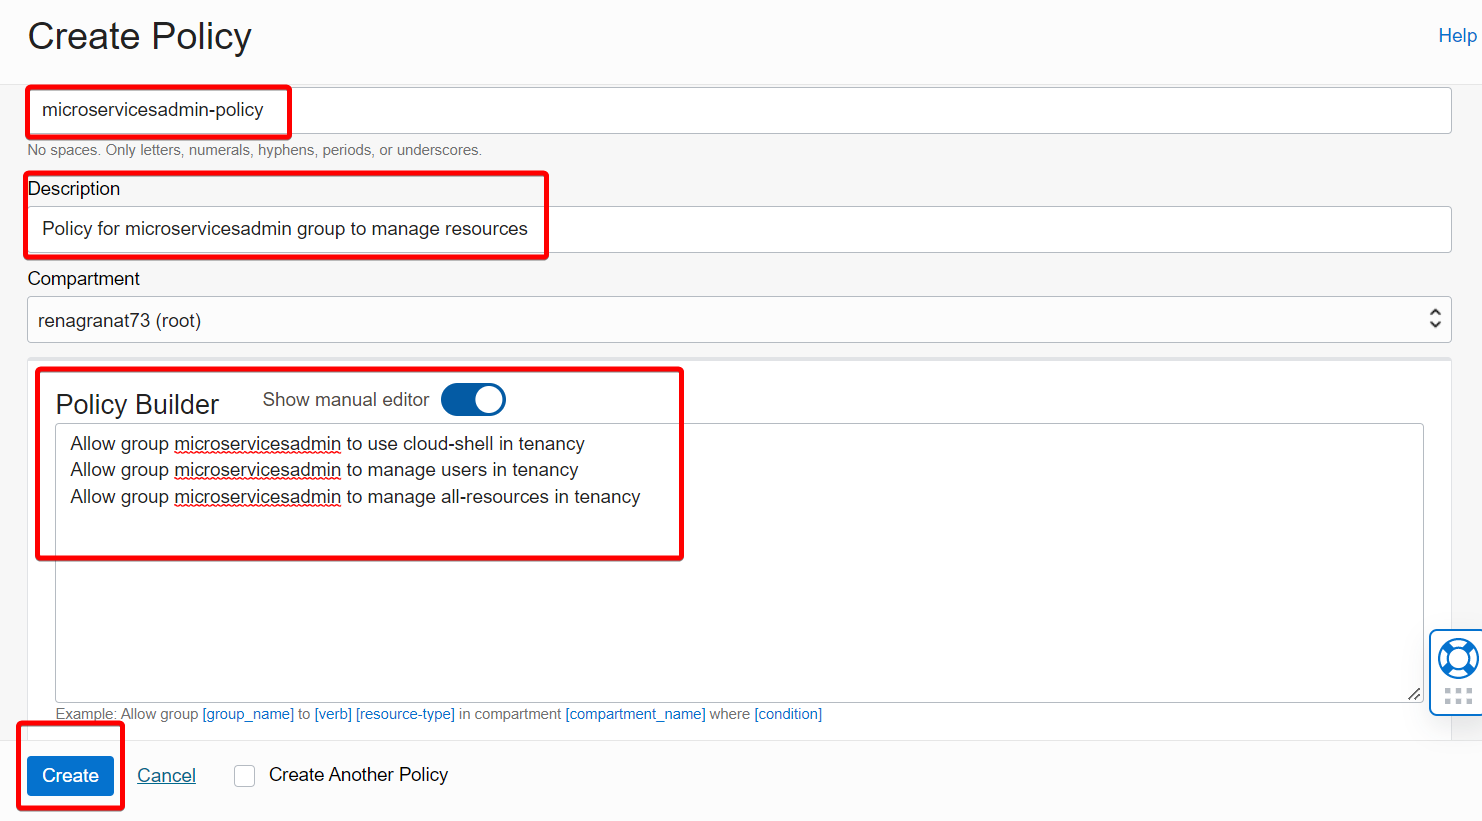 Create Policy
Help
microservicesadmin-policy
No spaces. Only letters, numerals, hyphens, periods, or underscores.
Description
Policy for microservicesadmin group to manage resources
Compartment
renagranat73 (root)
Policy Builder
Show manual editor
Allow group microservicesadmin to use cloud-shell in tenancy
Allow group microservicesadmin to manage users in tenancy
Allow group microservicesadmin to manage all-resources in tenancy
Example: Allow group [group_name] to [verb] [resource-type] in compartment [compartment_name] where [condition]
Create
Cancel
Create Another Policy